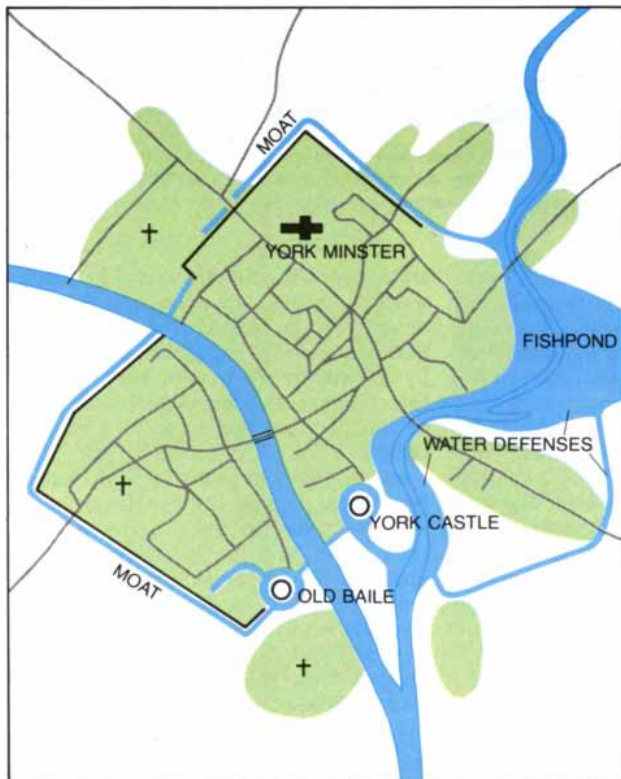 MOAT
YORK MINSTER
FISHPOND
WATER DEFENSES
YORK CASTLE
MOAT
OLD BAILE